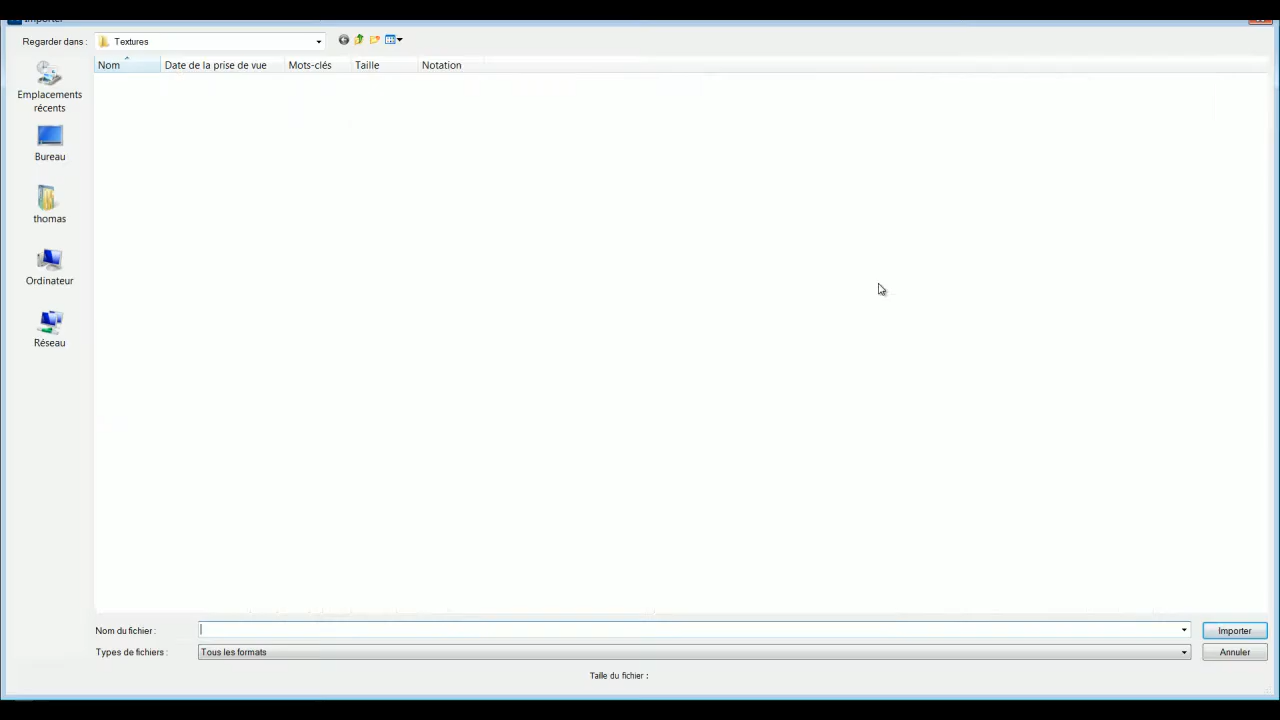 Importer
Regarder dans :
Textures
Nom
Date de la prise de vue
Mots-clés
Taille
Notation
Emplacements
récents
Bureau
thomas
Ordinateur
Réseau
Nom du fichier :
Importer
Types de fichiers :
Tous les formats
Annuler
Taille du fichier :